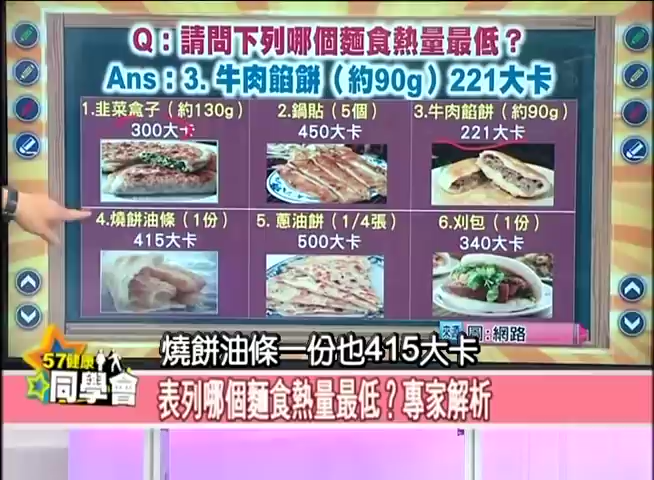 Q：請問下列哪個麵食熱量最低？
Ans：3. 牛肉餡餅（約90g）221大卡
1.韭菜盒子（約130g）
300大卡
2.鍋貼（5個）
450大卡
3.牛肉餡餅（約90g）
221大卡
4.燒餅油條（1份）
415大卡
5. 蔥油餅（1/4張）
500大卡
6.刈包（1份）
340大卡
來源 圖：網路
燒餅油條一份也415大卡
57健康
同學會
表列哪個麵食熱量最低？專家解析